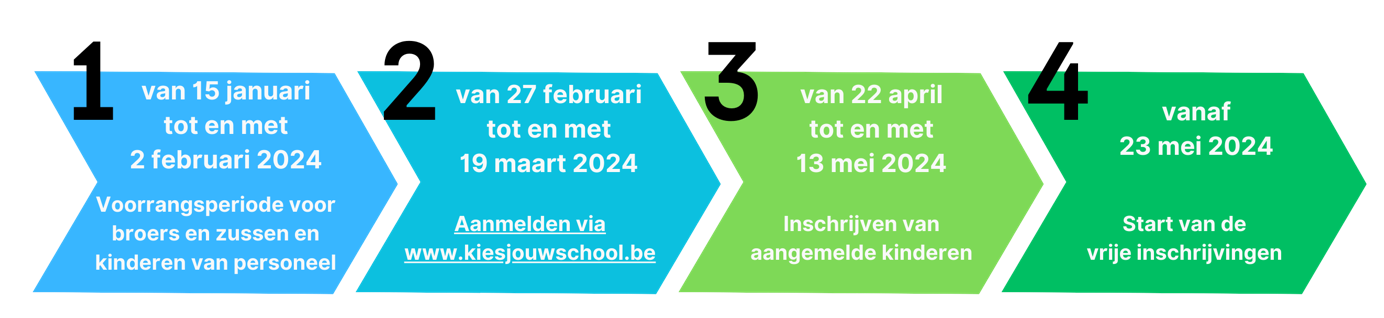 1
van 15 januari
tot en met
2 februari 2024
Voorrangsperiode voor
broers en zussen en
kinderen van personeel
2
van 27 februari
tot en met
19 maart 2024
Aanmelden via
www.kiesjouwschool.be
3
van 22 april
tot en met
13 mei 2024
Inschrijven van
aangemelde kinderen
4
vanaf
23 mei 2024
Start van de
vrije inschrijvingen